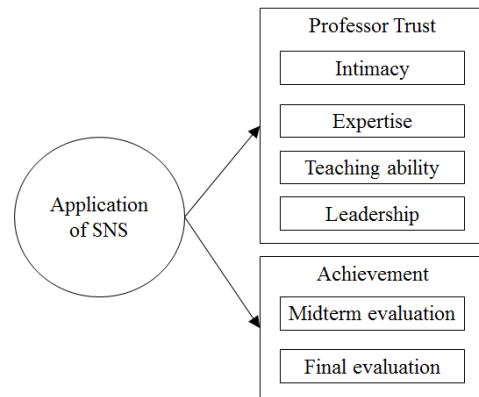 Professor Trust
Intimacy
Expertise
Teaching ability
Leadership
Application
of SNS
Achievement
Midterm evaluation
Final evaluation